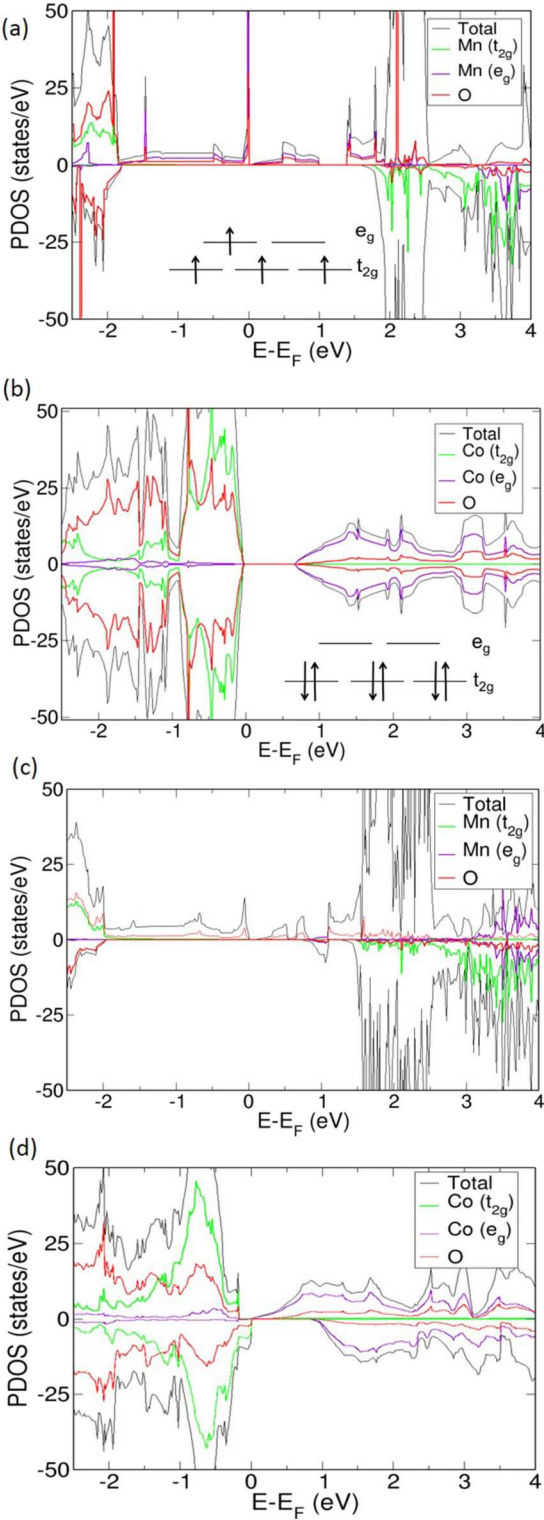 (a)
50
25
0
-25
-50
PDOS (states/eV)
Total
Mn (t2g)
Mn (eg)
O
eg
t2g
-2 -1 0 1 2 3 4
E-EF (eV)
(b)
50
25
0
-25
-50
PDOS (states/eV)
Total
Co (t2g)
Co (eg)
O
eg
t2g
-2 -1 0 1 2 3 4
E-EF (eV)
(c)
50
25
0
-25
-50
PDOS (states/eV)
Total
Mn (t2g)
Mn (eg)
O
-2 -1 0 1 2 3 4
E-EF (eV)
(d)
50
25
0
-25
-50
PDOS (states/eV)
Total
Co (t2g)
Co (eg)
O
-2 -1 0 1 2 3 4
E-EF (eV)